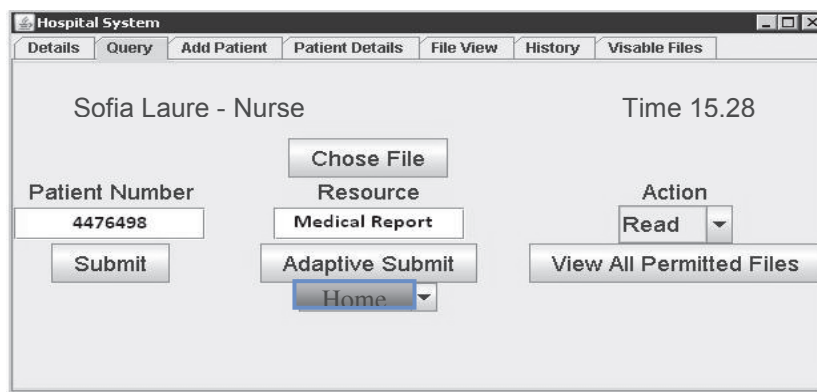 Hospital System
Details Query Add Patient Patient Details File View History Visable Files
Sofia Laure - Nurse Time 15.28
Chose File
Patient Number Resource Action
4476498 Medical Report Read
Submit Adaptive Submit View All Permitted Files
Home